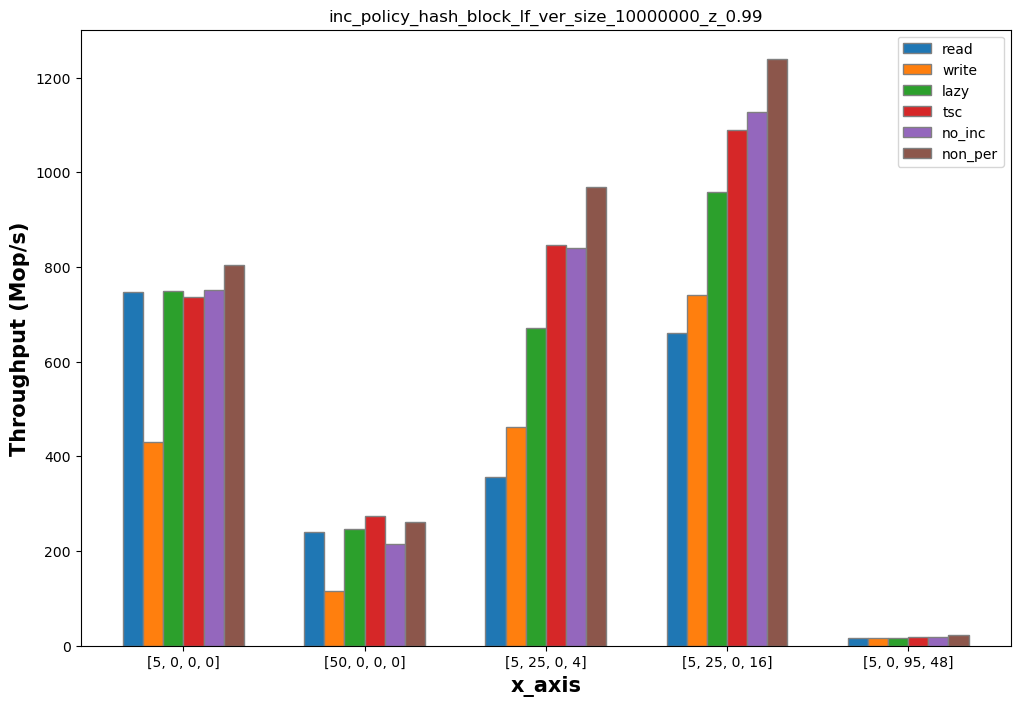 inc_policy_hash_block_lf_ver_size_10000000_z_0.99
read
write
lazy
tsc
no_inc
non_per
Throughput (Mop/s)
1200
1000
800
600
400
200
0
[5, 0, 0, 0]
[50, 0, 0, 0]
[5, 25, 0, 4]
[5, 25, 0, 16]
[5, 0, 95, 48]
x_axis